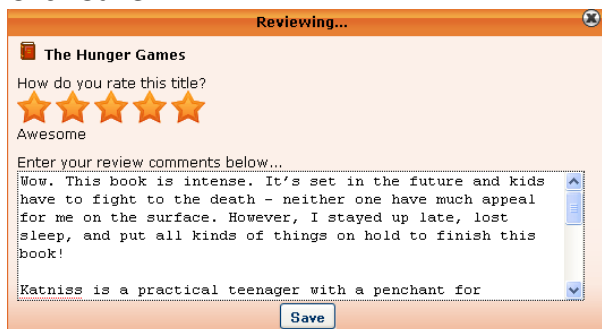 Reviewing...
The Hunger Games
How do you rate this title?
Awesome
Enter your review comments below...
Wow. This book is intense. It's set in the future and kids
have to fight to the death - neither one have much appeal
for me on the surface. However, I stayed up late, lost
sleep, and put all kinds of things on hold to finish this
book!
Katniss is a practical teenager with a penchant for
Save